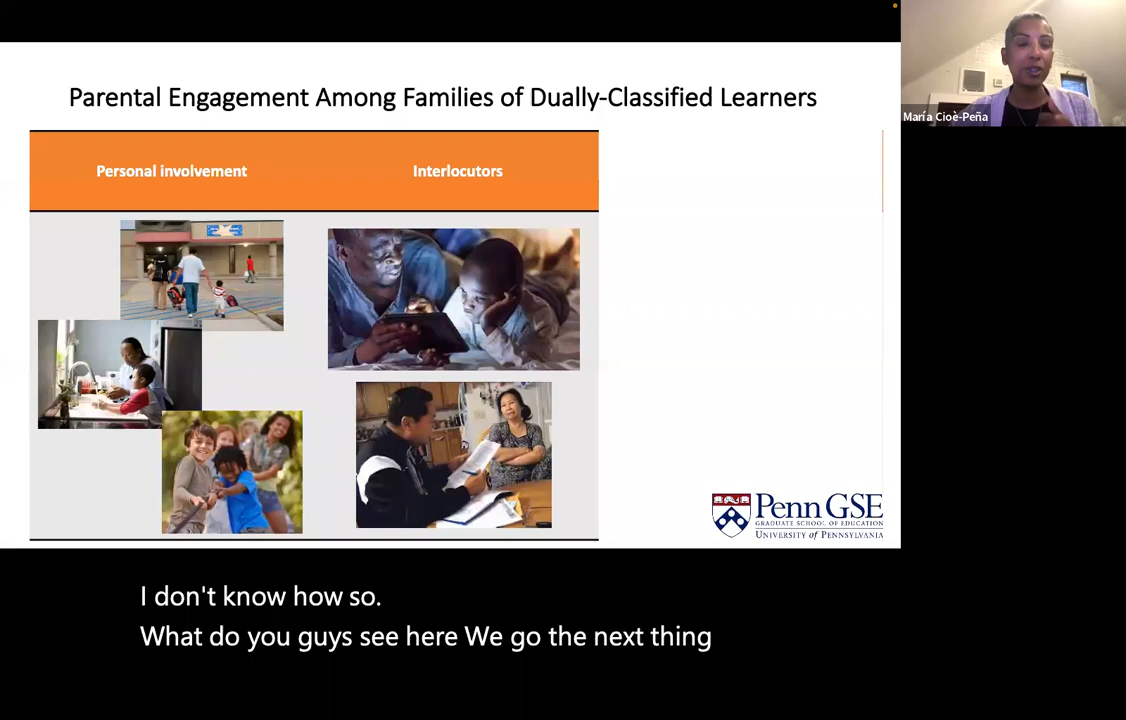 Parental Engagement Among Families of Dually-Classified Learners
Personal involvement
Interlocutors
María Cioè-Peña
Penn GSE
GRADUATE SCHOOL OF EDUCATION
UNIVERSITY of PENNSYLVANIA
I don't know how so.
What do you guys see here We go the next thing